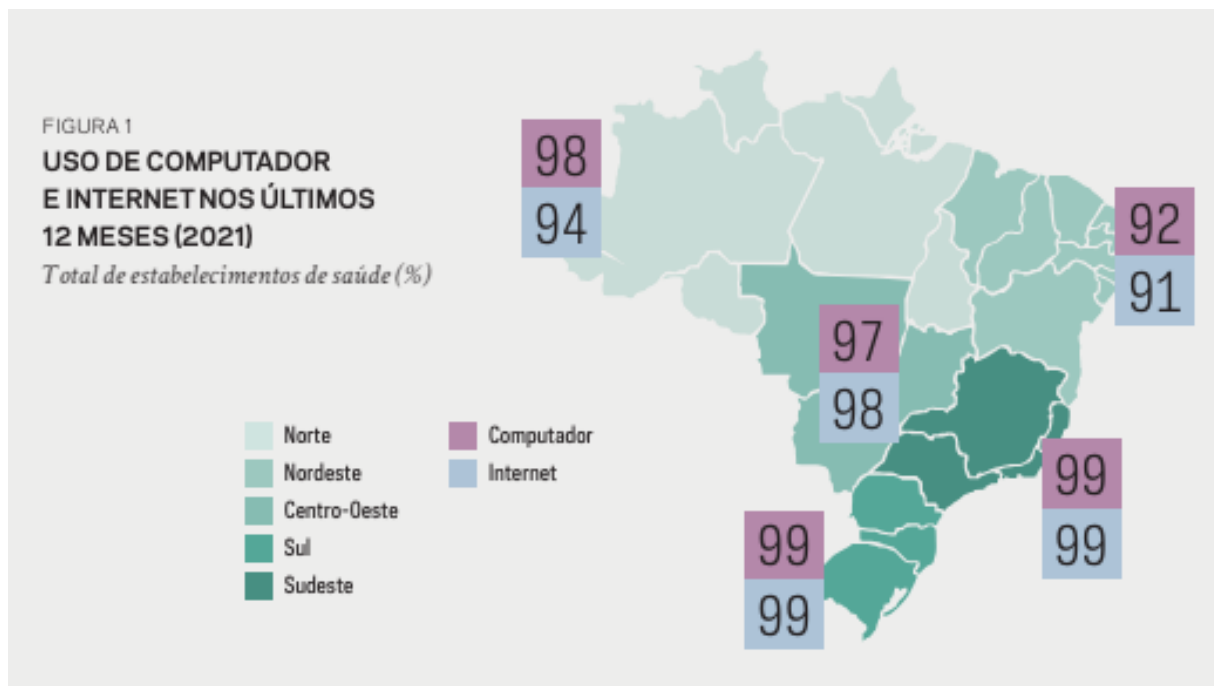 FIGURA 1
USO DE COMPUTADOR
E INTERNET NOS ÚLTIMOS
12 MESES (2021)
Total de estabelecimentos de saúde (%)
98
94
92
91
97
98
99
99
99
99
Norte
Nordeste
Centro-Oeste
Sul
Sudeste
Computador
Internet